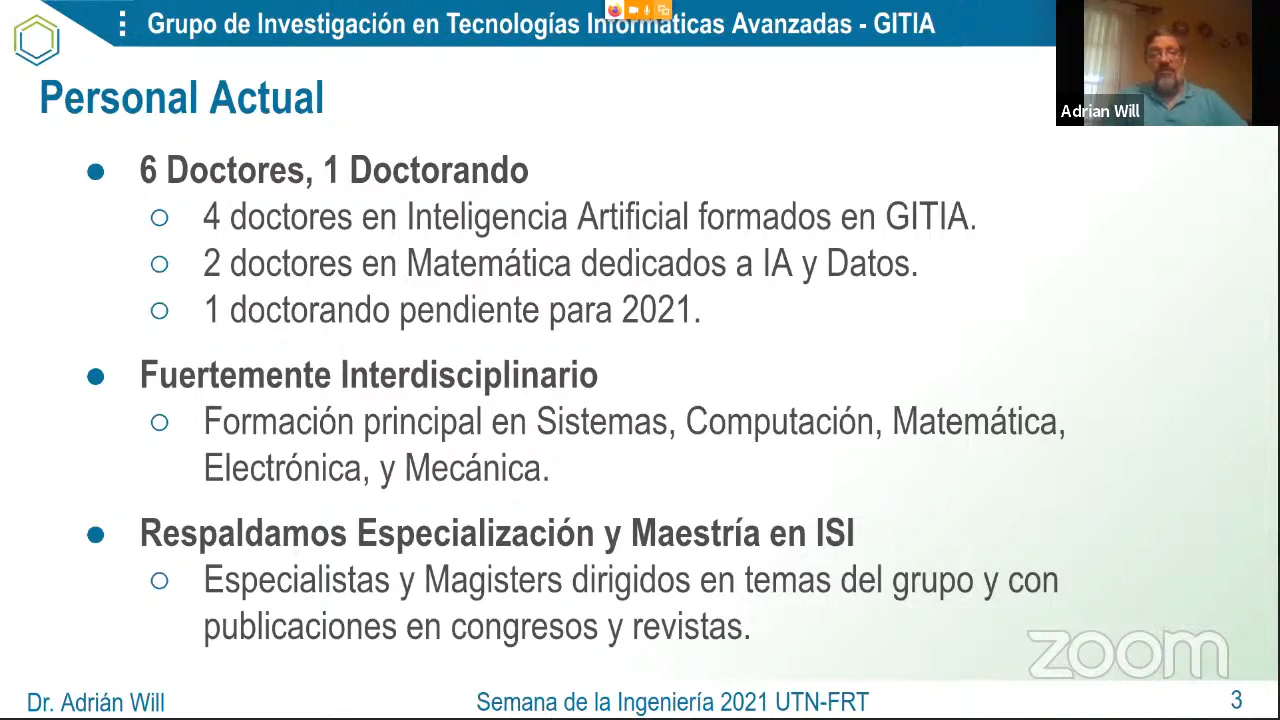 Grupo de Investigación en Tecnologías Informáticas Avanzadas - GITIA
Personal Actual
Adrian Will
● 6 Doctores, 1 Doctorando
○ 4 doctores en Inteligencia Artificial formados en GITIA.
○ 2 doctores en Matemática dedicados a IA y Datos.
○ 1 doctorando pendiente para 2021.
● Fuertemente Interdisciplinario
○ Formación principal en Sistemas, Computación, Matemática,
Electrónica, y Mecánica.
● Respaldamos Especialización y Maestría en ISI
○ Especialistas y Magisters dirigidos en temas del grupo y con
publicaciones en congresos y revistas.
zoom
Dr. Adrián Will
Semana de la Ingeniería 2021 UTN-FRT
3